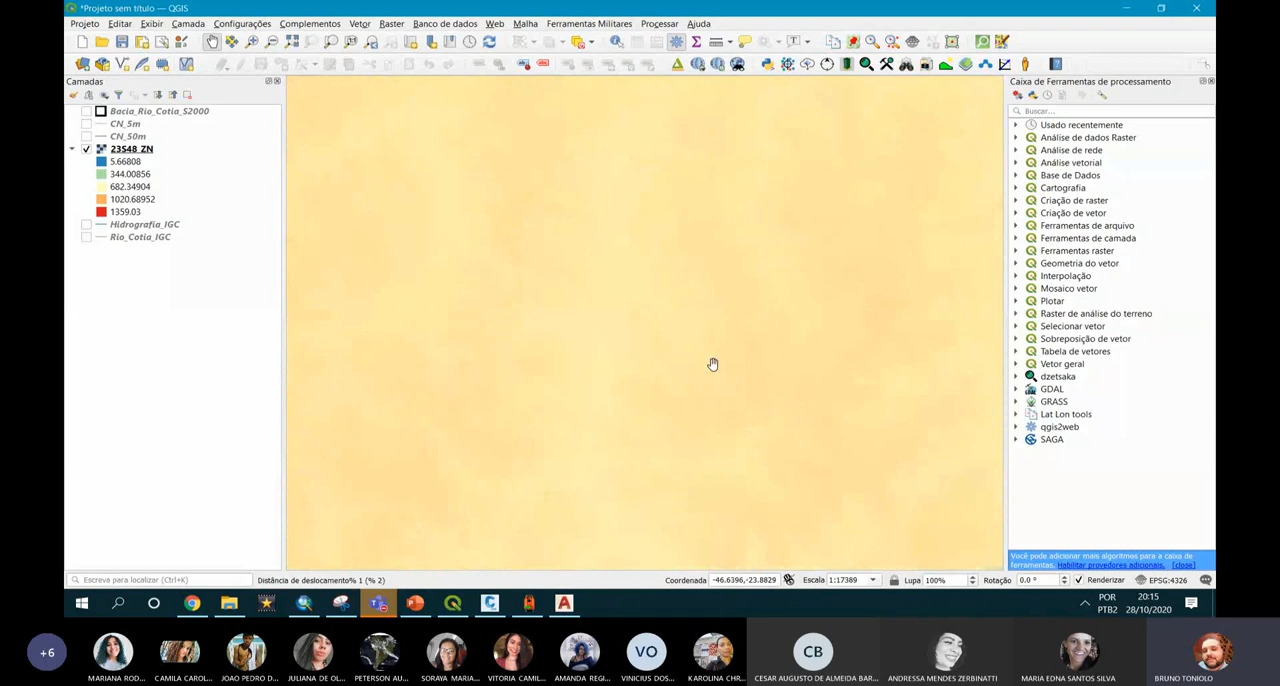 *Projeto sem título — QGIS
Projeto Editar Exibir Camada Configurações Complementos Vetor Raster Banco de dados Web Malha Ferramentas Militares Processar Ajuda
Camadas
Bacia_Rio_Cotia_S2000
CN_5m
CN_50m
23S48_ZN
5.66808
344.00856
682.34904
1020.68952
1359.03
Hidrografia_IGC
Rio_Cotia_IGC
Caixa de Ferramentas de processamento
Buscar...
Usado recentemente
Análise de dados Raster
Análise de rede
Análise vetorial
Base de Dados
Cartografia
Criação de raster
Criação de vetor
Ferramentas de arquivo
Ferramentas de camada
Ferramentas raster
Geometria do vetor
Interpolação
Mosaico vetor
Plotar
Raster de análise do terreno
Selecionar vetor
Sobreposição de vetor
Tabela de vetores
Vetor geral
dzetsaka
GDAL
GRASS
Lat Lon tools
qgis2web
SAGA
Você pode adicionar mais algoritmos para a caixa de
ferramentas. Habilitar provedores adicionais. [close]
Escreva para localizar (Ctrl+K) Distância de deslocamento% 1 (% 2) Coordenada -46.6396,-23.8829 Escala 1:17389 Lupa 100% Rotação 0.0 ° Renderizar EPSG:4326
POR 20:15
PTB2 28/10/2020
+6 VO CB
MARIANA ROD... CAMILA CAROL... JOAO PEDRO D... JULIANA DE OL... PETERSON AU... SORAYA MARIA... VITORIA CAMIL... AMANDA REGI... VINICIUS DOS... KAROLINA CHR... CESAR AUGUSTO DE ALMEIDA BAR... ANDRESSA MENDES ZERBINATTI MARIA EDNA SANTOS SILVA BRUNO TONIOLO